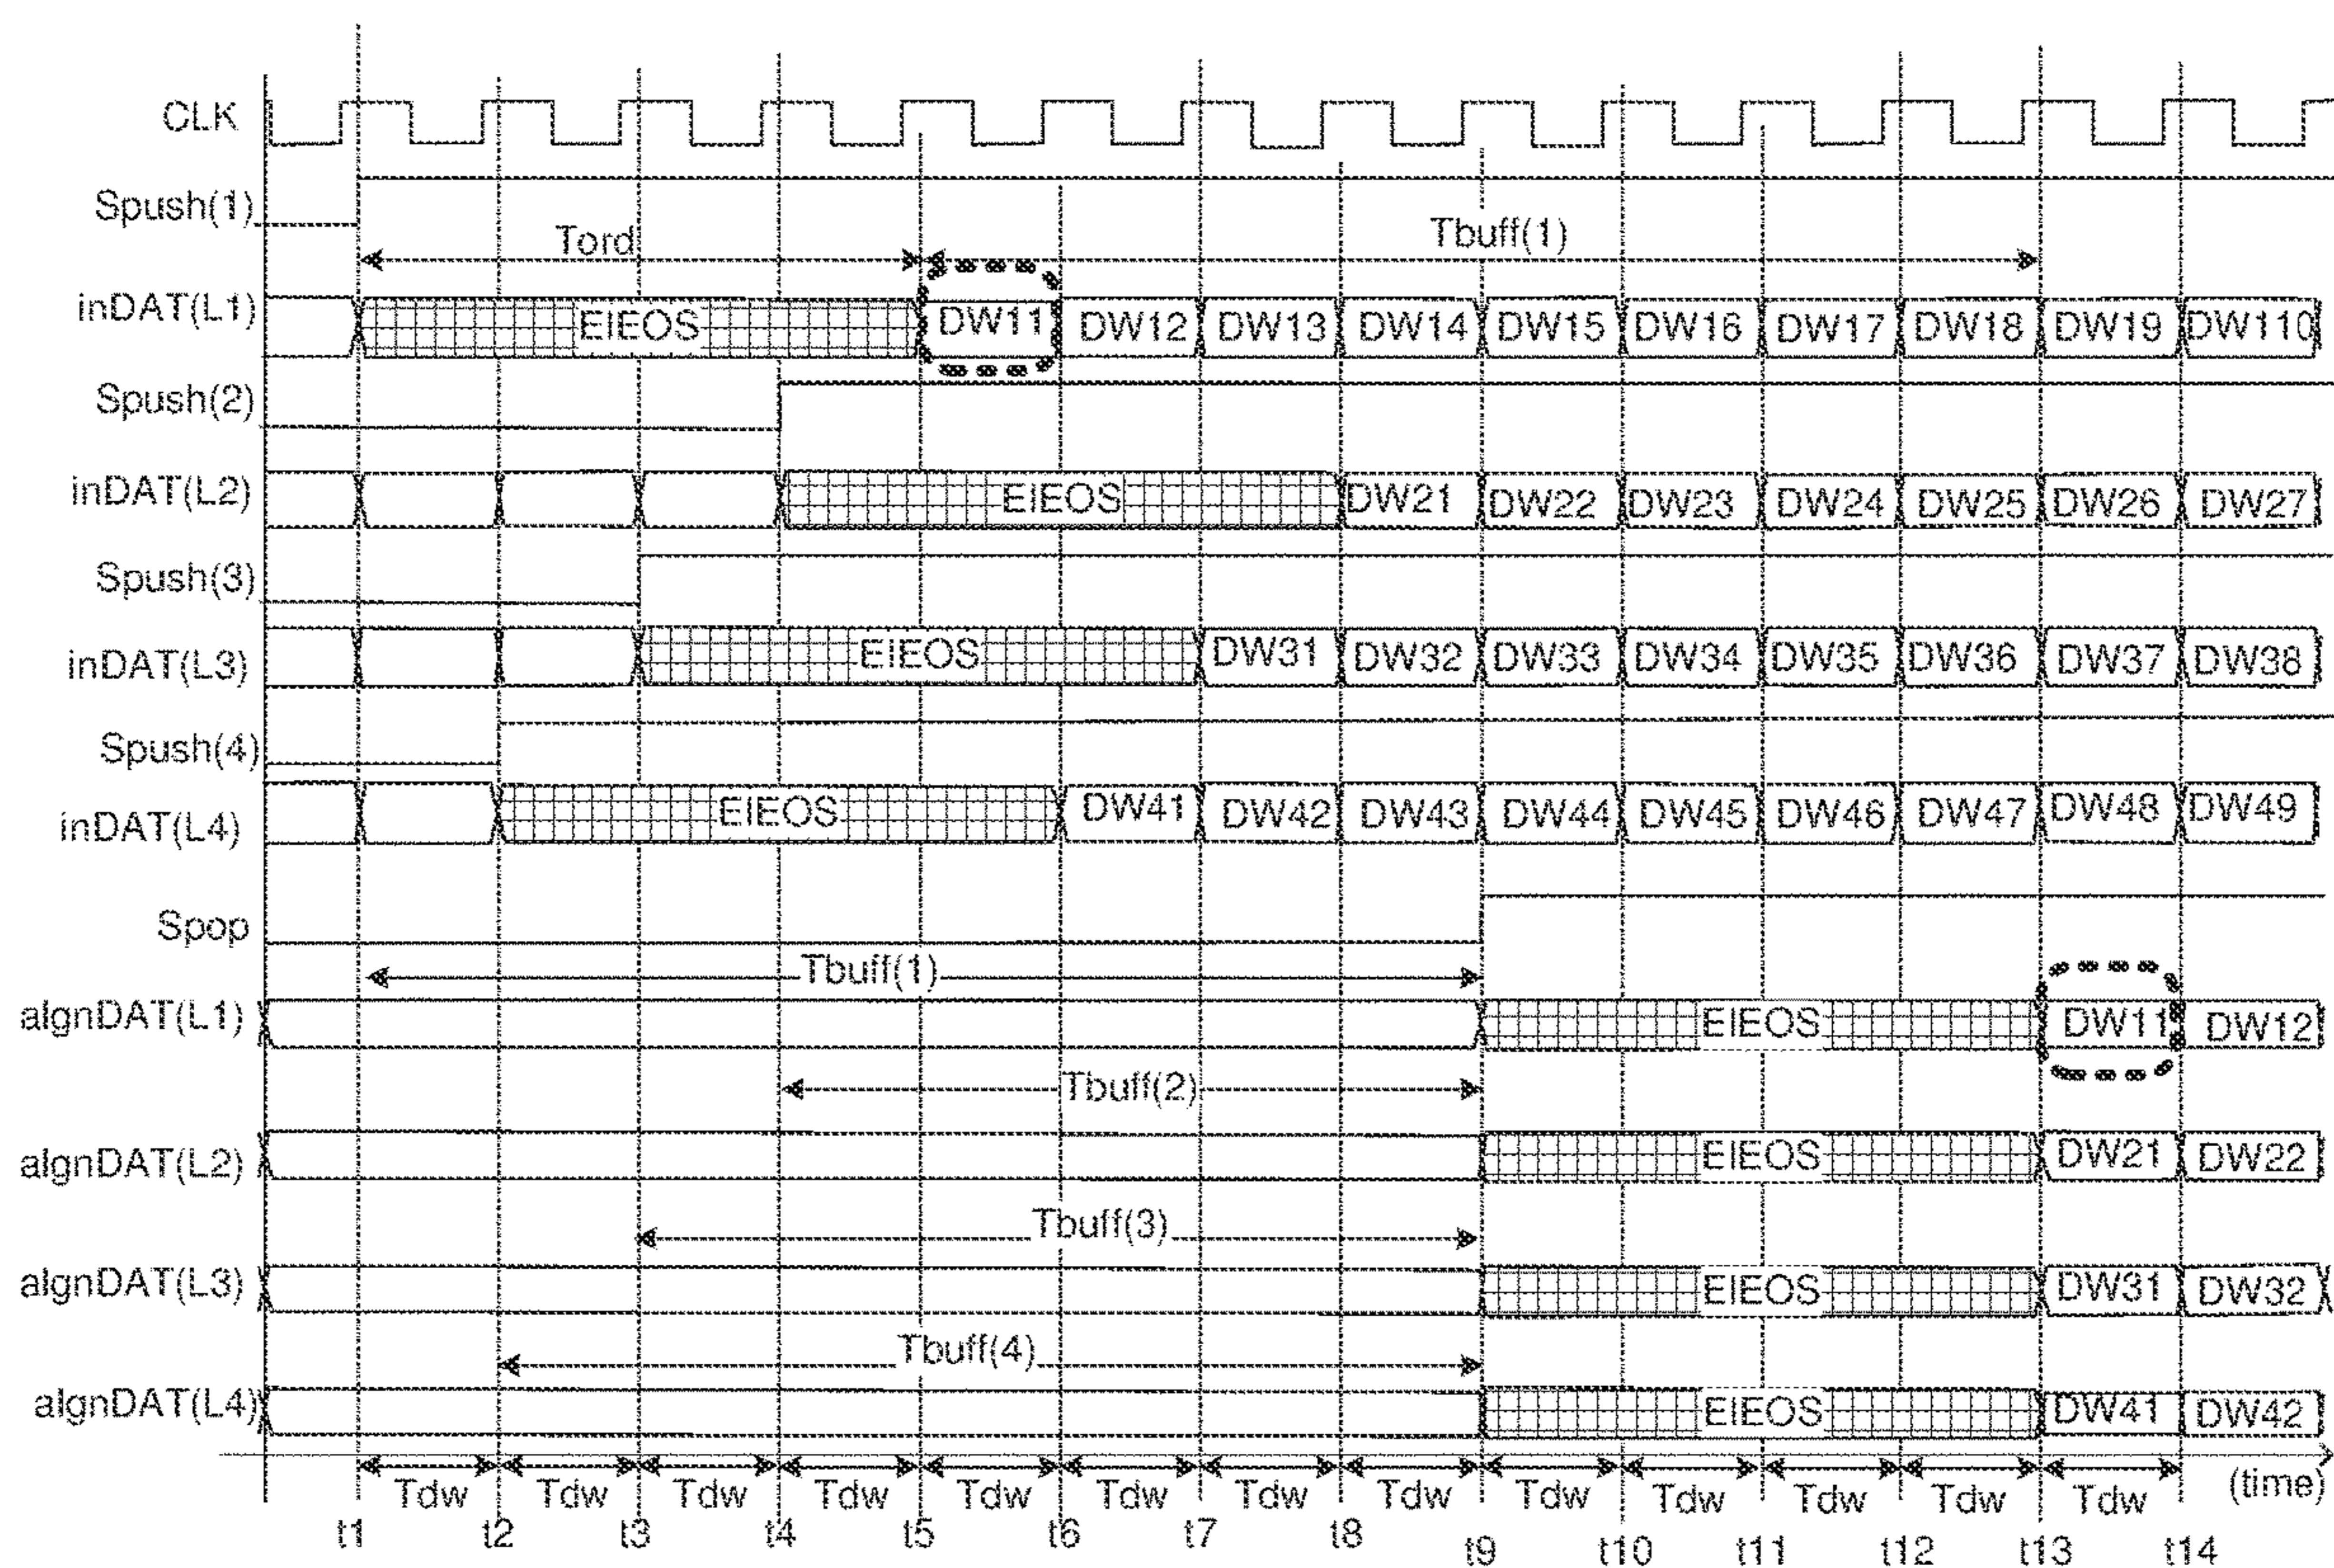 CLK
Spush(1)
Tord Tbuff(1)
inDAT(L1) EIEOS DW11 DW12 DW13 DW14 DW15 DW16 DW17 DW18 DW19 DW110
Spush(2)
inDAT(L2) EIEOS DW21 DW22 DW23 DW24 DW25 DW26 DW27
Spush(3)
inDAT(L3) EIEOS DW31 DW32 DW33 DW34 DW35 DW36 DW37 DW38
Spush(4)
inDAT(L4) EIEOS DW41 DW42 DW43 DW44 DW45 DW46 DW47 DW48 DW49
Spop
Tbuff(1)
algnDAT(L1) EIEOS DW11 DW12
Tbuff(2)
algnDAT(L2) EIEOS DW21 DW22
Tbuff(3)
algnDAT(L3) EIEOS DW31 DW32
Tbuff(4)
algnDAT(L4) EIEOS DW41 DW42
Tdw Tdw Tdw Tdw Tdw Tdw Tdw Tdw Tdw Tdw Tdw Tdw Tdw (time)
t1 t2 t3 t4 t5 t6 t7 t8 t9 t10 t11 t12 t13 t14